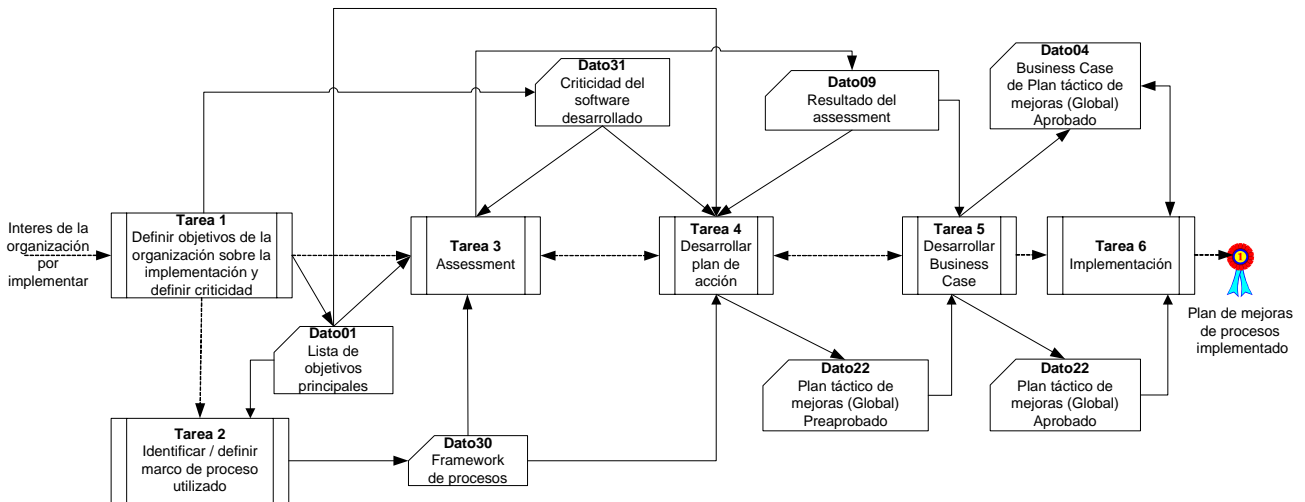 Dato31
Criticidad del
software
desarrollado
Dato09
Resultado del
assessment
Dato04
Business Case
de Plan táctico de
mejoras (Global)
Aprobado
Interes de la
organización
por
implementar
Tarea 1
Definir objetivos de la
organización sobre la
implementación y
definir criticidad
Tarea 3
Assessment
Tarea 4
Desarrollar
plan de
acción
Tarea 5
Desarrollar
Business
Case
Tarea 6
Implementación
1
Plan de mejoras
de procesos
implementado
Dato01
Lista de
objetivos
principales
Dato22
Plan táctico de
mejoras (Global)
Preaprobado
Dato22
Plan táctico de
mejoras (Global)
Aprobado
Tarea 2
Identificar / definir
marco de proceso
utilizado
Dato30
Framework
de procesos